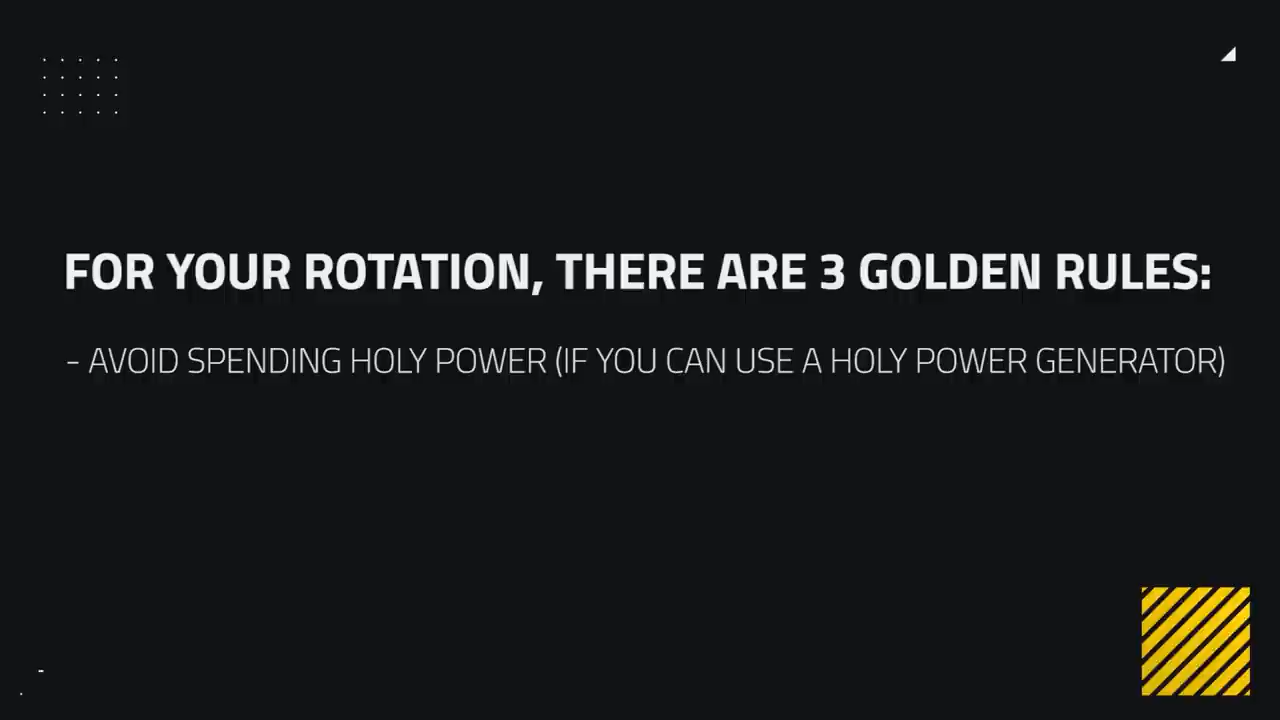 FOR YOUR ROTATION, THERE ARE 3 GOLDEN RULES:
- AVOID SPENDING HOLY POWER (IF YOU CAN USE A HOLY POWER GENERATOR)